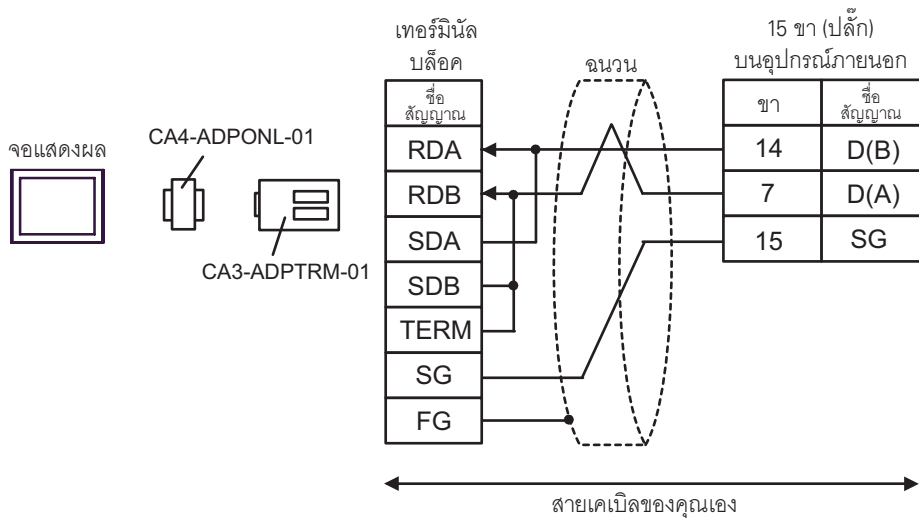 เทอร์มินัล
บล็อค
15 ขา (ปลั๊ก)
บนอุปกรณ์ภายนอก
ฉนวน
ชื่อ
สัญญาณ
ขา
ชื่อ
สัญญาณ
จอแสดงผล
CA4-ADPONL-01
CA3-ADPTRM-01
RDA
14
D(B)
RDB
7
D(A)
SDA
15
SG
SDB
TERM
SG
FG
สายเคเบิลของคุณเอง